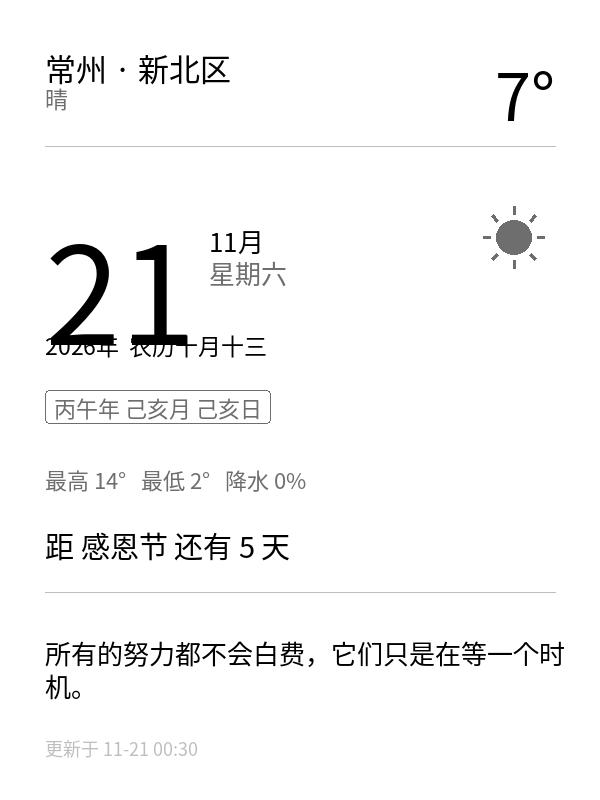 常州 · 新北区
晴
7°
21
11月
星期六
2026年 农历十月十三
丙午年 己亥月 己亥日
最高 14° 最低 2° 降水 0%
距 感恩节 还有 5 天
所有的努力都不会白费，它们只是在等一个时
机。
更新于 11-21 00:30